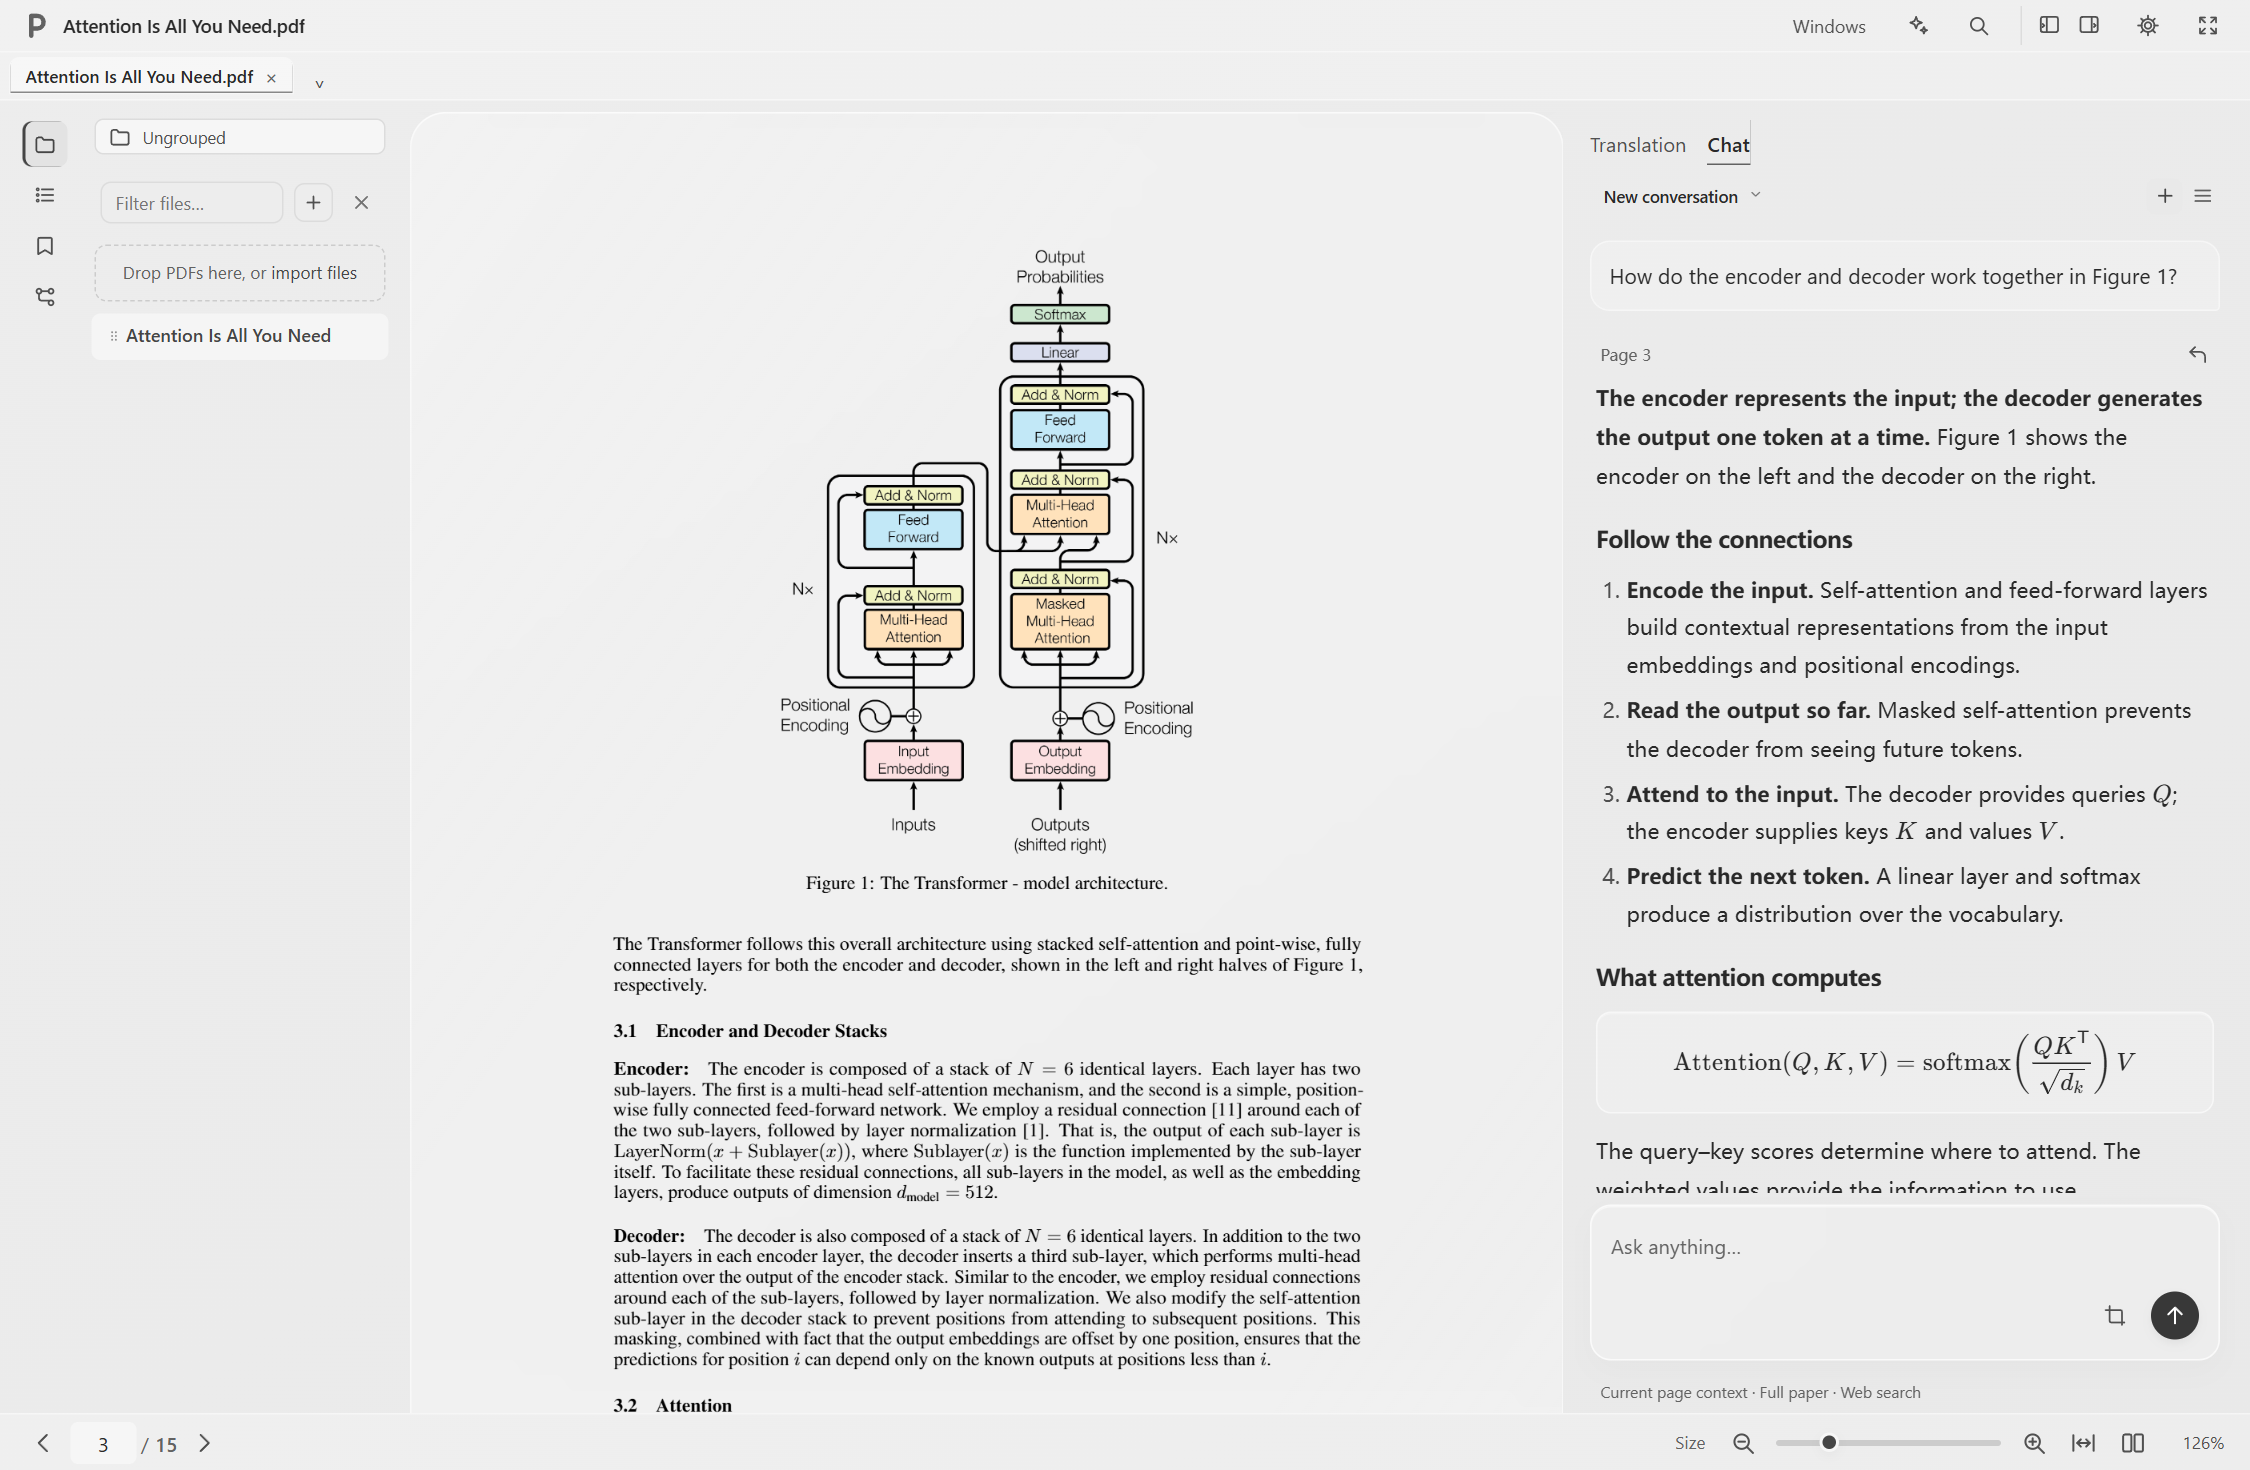 P Attention Is All You Need.pdf
Windows
Attention Is All You Need.pdf ×
Ungrouped
Filter files...
Drop PDFs here, or import files
Attention Is All You Need
Output
Probabilities
Softmax
Linear
Add & Norm
Feed
Forward
Add & Norm
Multi-Head
Attention
Nx
Add & Norm
Masked
Multi-Head
Attention
Add & Norm
Feed
Forward
Nx
Add & Norm
Multi-Head
Attention
Positional
Encoding
Positional
Encoding
Input
Embedding
Output
Embedding
Inputs
Outputs
(shifted right)
Figure 1: The Transformer - model architecture.
The Transformer follows this overall architecture using stacked self-attention and point-wise, fully
connected layers for both the encoder and decoder, shown in the left and right halves of Figure 1,
respectively.
3.1 Encoder and Decoder Stacks
Encoder: The encoder is composed of a stack of N = 6 identical layers. Each layer has two
sub-layers. The first is a multi-head self-attention mechanism, and the second is a simple, position-
wise fully connected feed-forward network. We employ a residual connection [11] around each of
the two sub-layers, followed by layer normalization [1]. That is, the output of each sub-layer is
LayerNorm(x + Sublayer(x)), where Sublayer(x) is the function implemented by the sub-layer
itself. To facilitate these residual connections, all sub-layers in the model, as well as the embedding
layers, produce outputs of dimension d_model = 512.
Decoder: The decoder is also composed of a stack of N = 6 identical layers. In addition to the two
sub-layers in each encoder layer, the decoder inserts a third sub-layer, which performs multi-head
attention over the output of the encoder stack. Similar to the encoder, we employ residual connections
around each of the sub-layers, followed by layer normalization. We also modify the self-attention
sub-layer in the decoder stack to prevent positions from attending to subsequent positions. This
masking, combined with fact that the output embeddings are offset by one position, ensures that the
predictions for position i can depend only on the known outputs at positions less than i.
3.2 Attention
Translation Chat
New conversation
How do the encoder and decoder work together in Figure 1?
Page 3
The encoder represents the input; the decoder generates
the output one token at a time. Figure 1 shows the
encoder on the left and the decoder on the right.
Follow the connections
1. Encode the input. Self-attention and feed-forward layers
build contextual representations from the input
embeddings and positional encodings.
2. Read the output so far. Masked self-attention prevents
the decoder from seeing future tokens.
3. Attend to the input. The decoder provides queries Q;
the encoder supplies keys K and values V.
4. Predict the next token. A linear layer and softmax
produce a distribution over the vocabulary.
What attention computes
Attention(Q, K, V) = softmax(QK^T / √d_k) V
The query–key scores determine where to attend. The
weighted values provide the information to use.
Ask anything...
Current page context · Full paper · Web search
3 / 15
Size
126%